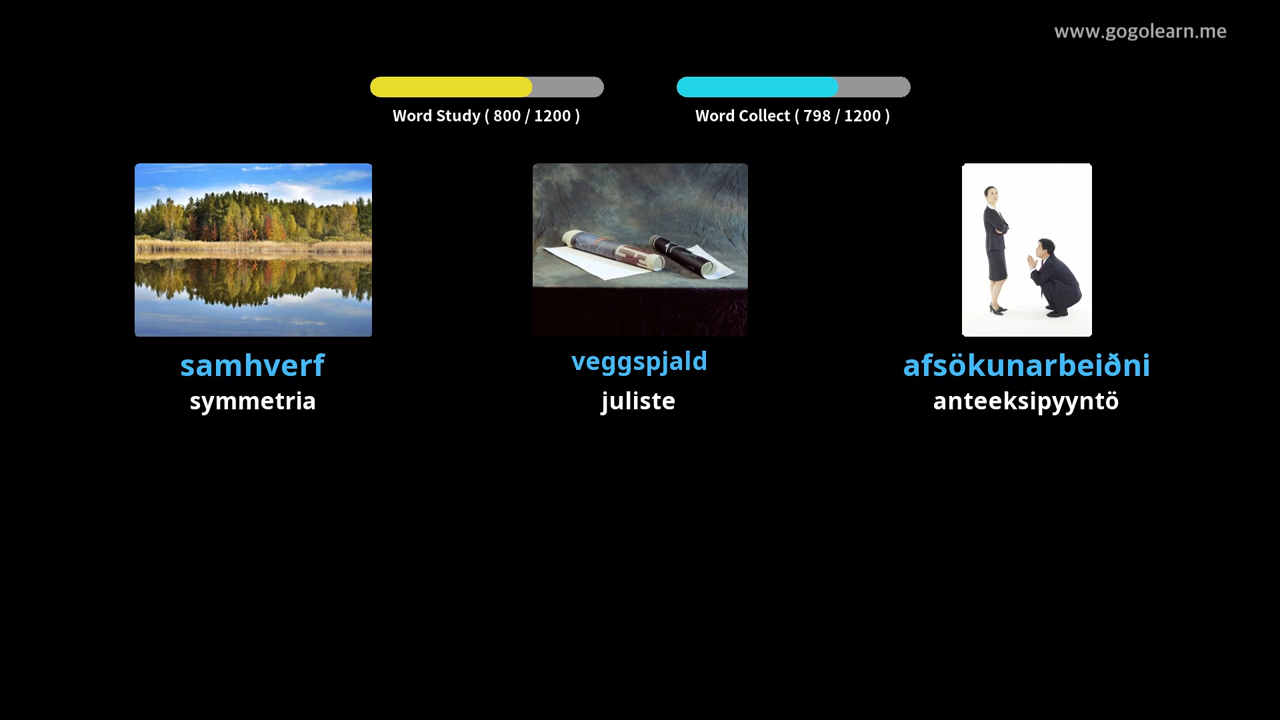 www.gogolearn.me
Word Study ( 800 / 1200 )
Word Collect ( 798 / 1200 )
samhverf
symmetria
veggspjald
juliste
afsökunarbeiðni
anteeksipyyntö